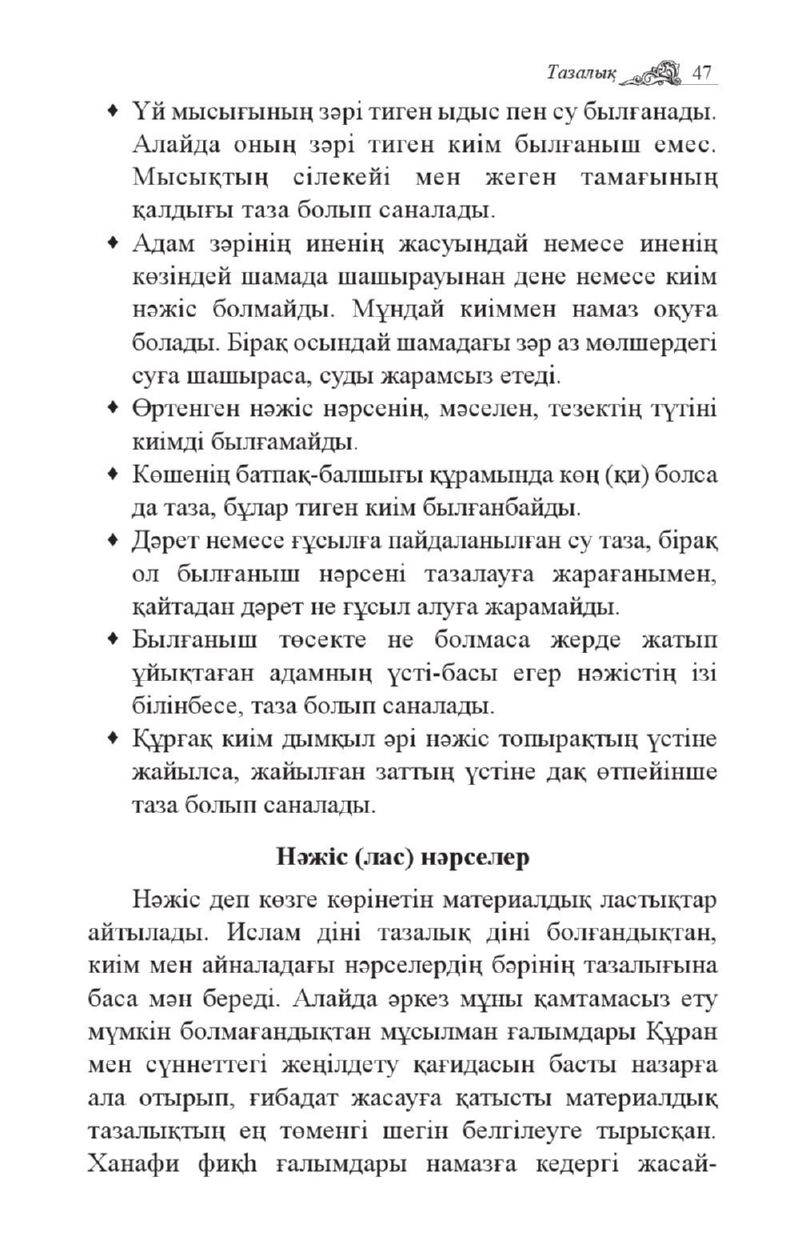 Тазалық 47
♦ Үй мысығының зәрі тиген ыдыс пен су былғанады.
Алайда оның зәрі тиген киім былғаныш емес.
Мысықтың сілекейі мен жеген тамағының
қалдығы таза болып саналады.
♦ Адам зәрінің иненің жасуындай немесе иненің
көзіндей шамада шашырауынан дене немесе киім
нәжіс болмайды. Мұндай киіммен намаз оқуға
болады. Бірақ осындай шамадағы зәр аз мөлшердегі
суға шашыраса, суды жарамсыз етеді.
♦ Өртенген нәжіс нәрсенің, мәселен, тезектің түтіні
киімді былғамайды.
♦ Көшенің батпақ-балшығы құрамында көң (қи) болса
да таза, бұлар тиген киім былғанбайды.
♦ Дәрет немесе ғұсылға пайдаланылған су таза, бірақ
ол былғаныш нәрсені тазалауға жарағанымен,
қайтадан дәрет не ғұсыл алуға жарамайды.
♦ Былғаныш төсекте не болмаса жерде жатып
ұйықтаған адамның үсті-басы егер нәжістің ізі
білінбесе, таза болып саналады.
♦ Құрғақ киім дымқыл әрі нәжіс топырақтың үстіне
жайылса, жайылған заттың үстіне дақ өтпейінше
таза болып саналады.
Нәжіс (лас) нәрселер
Нәжіс деп көзге көрінетін материалдық ластықтар
айтылады. Ислам діні тазалық діні болғандықтан,
киім мен айналадағы нәрселердің бәрінің тазалығына
баса мән береді. Алайда әркез мұны қамтамасыз ету
мүмкін болмағандықтан мұсылман ғалымдары Құран
мен сүннеттегі жеңілдету қағидасын басты назарға
ала отырып, ғибадат жасауға қатысты материалдық
тазалықтың ең төменгі шегін белгілеуге тырысқан.
Ханафи фиқһ ғалымдары намазға кедергі жасай-